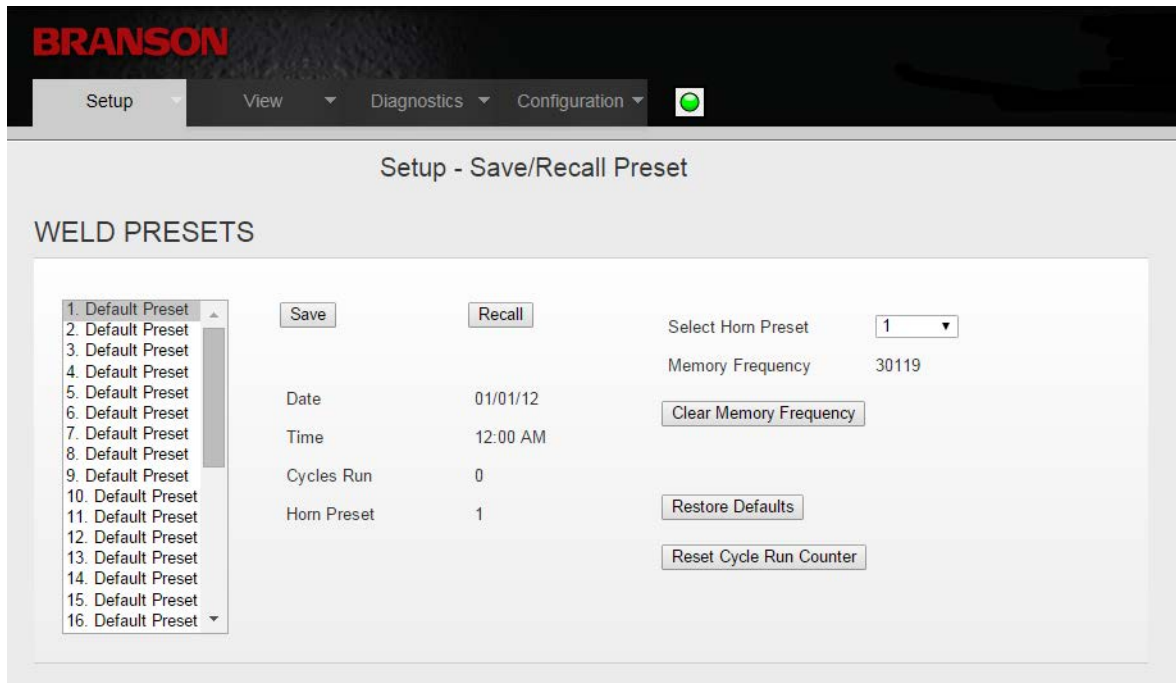 BRANSON
Setup
View
Diagnostics
Configuration
Setup - Save/Recall Preset
WELD PRESETS
1. Default Preset
2. Default Preset
3. Default Preset
4. Default Preset
5. Default Preset
6. Default Preset
7. Default Preset
8. Default Preset
9. Default Preset
10. Default Preset
11. Default Preset
12. Default Preset
13. Default Preset
14. Default Preset
15. Default Preset
16. Default Preset
Save
Recall
Date 01/01/12
Time 12:00 AM
Cycles Run 0
Horn Preset 1
Select Horn Preset 1
Memory Frequency 30119
Clear Memory Frequency
Restore Defaults
Reset Cycle Run Counter